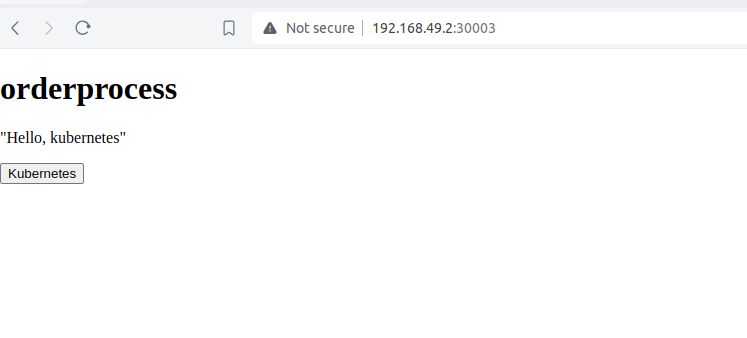 Not secure 192.168.49.2:30003
orderprocess
"Hello, kubernetes"
Kubernetes